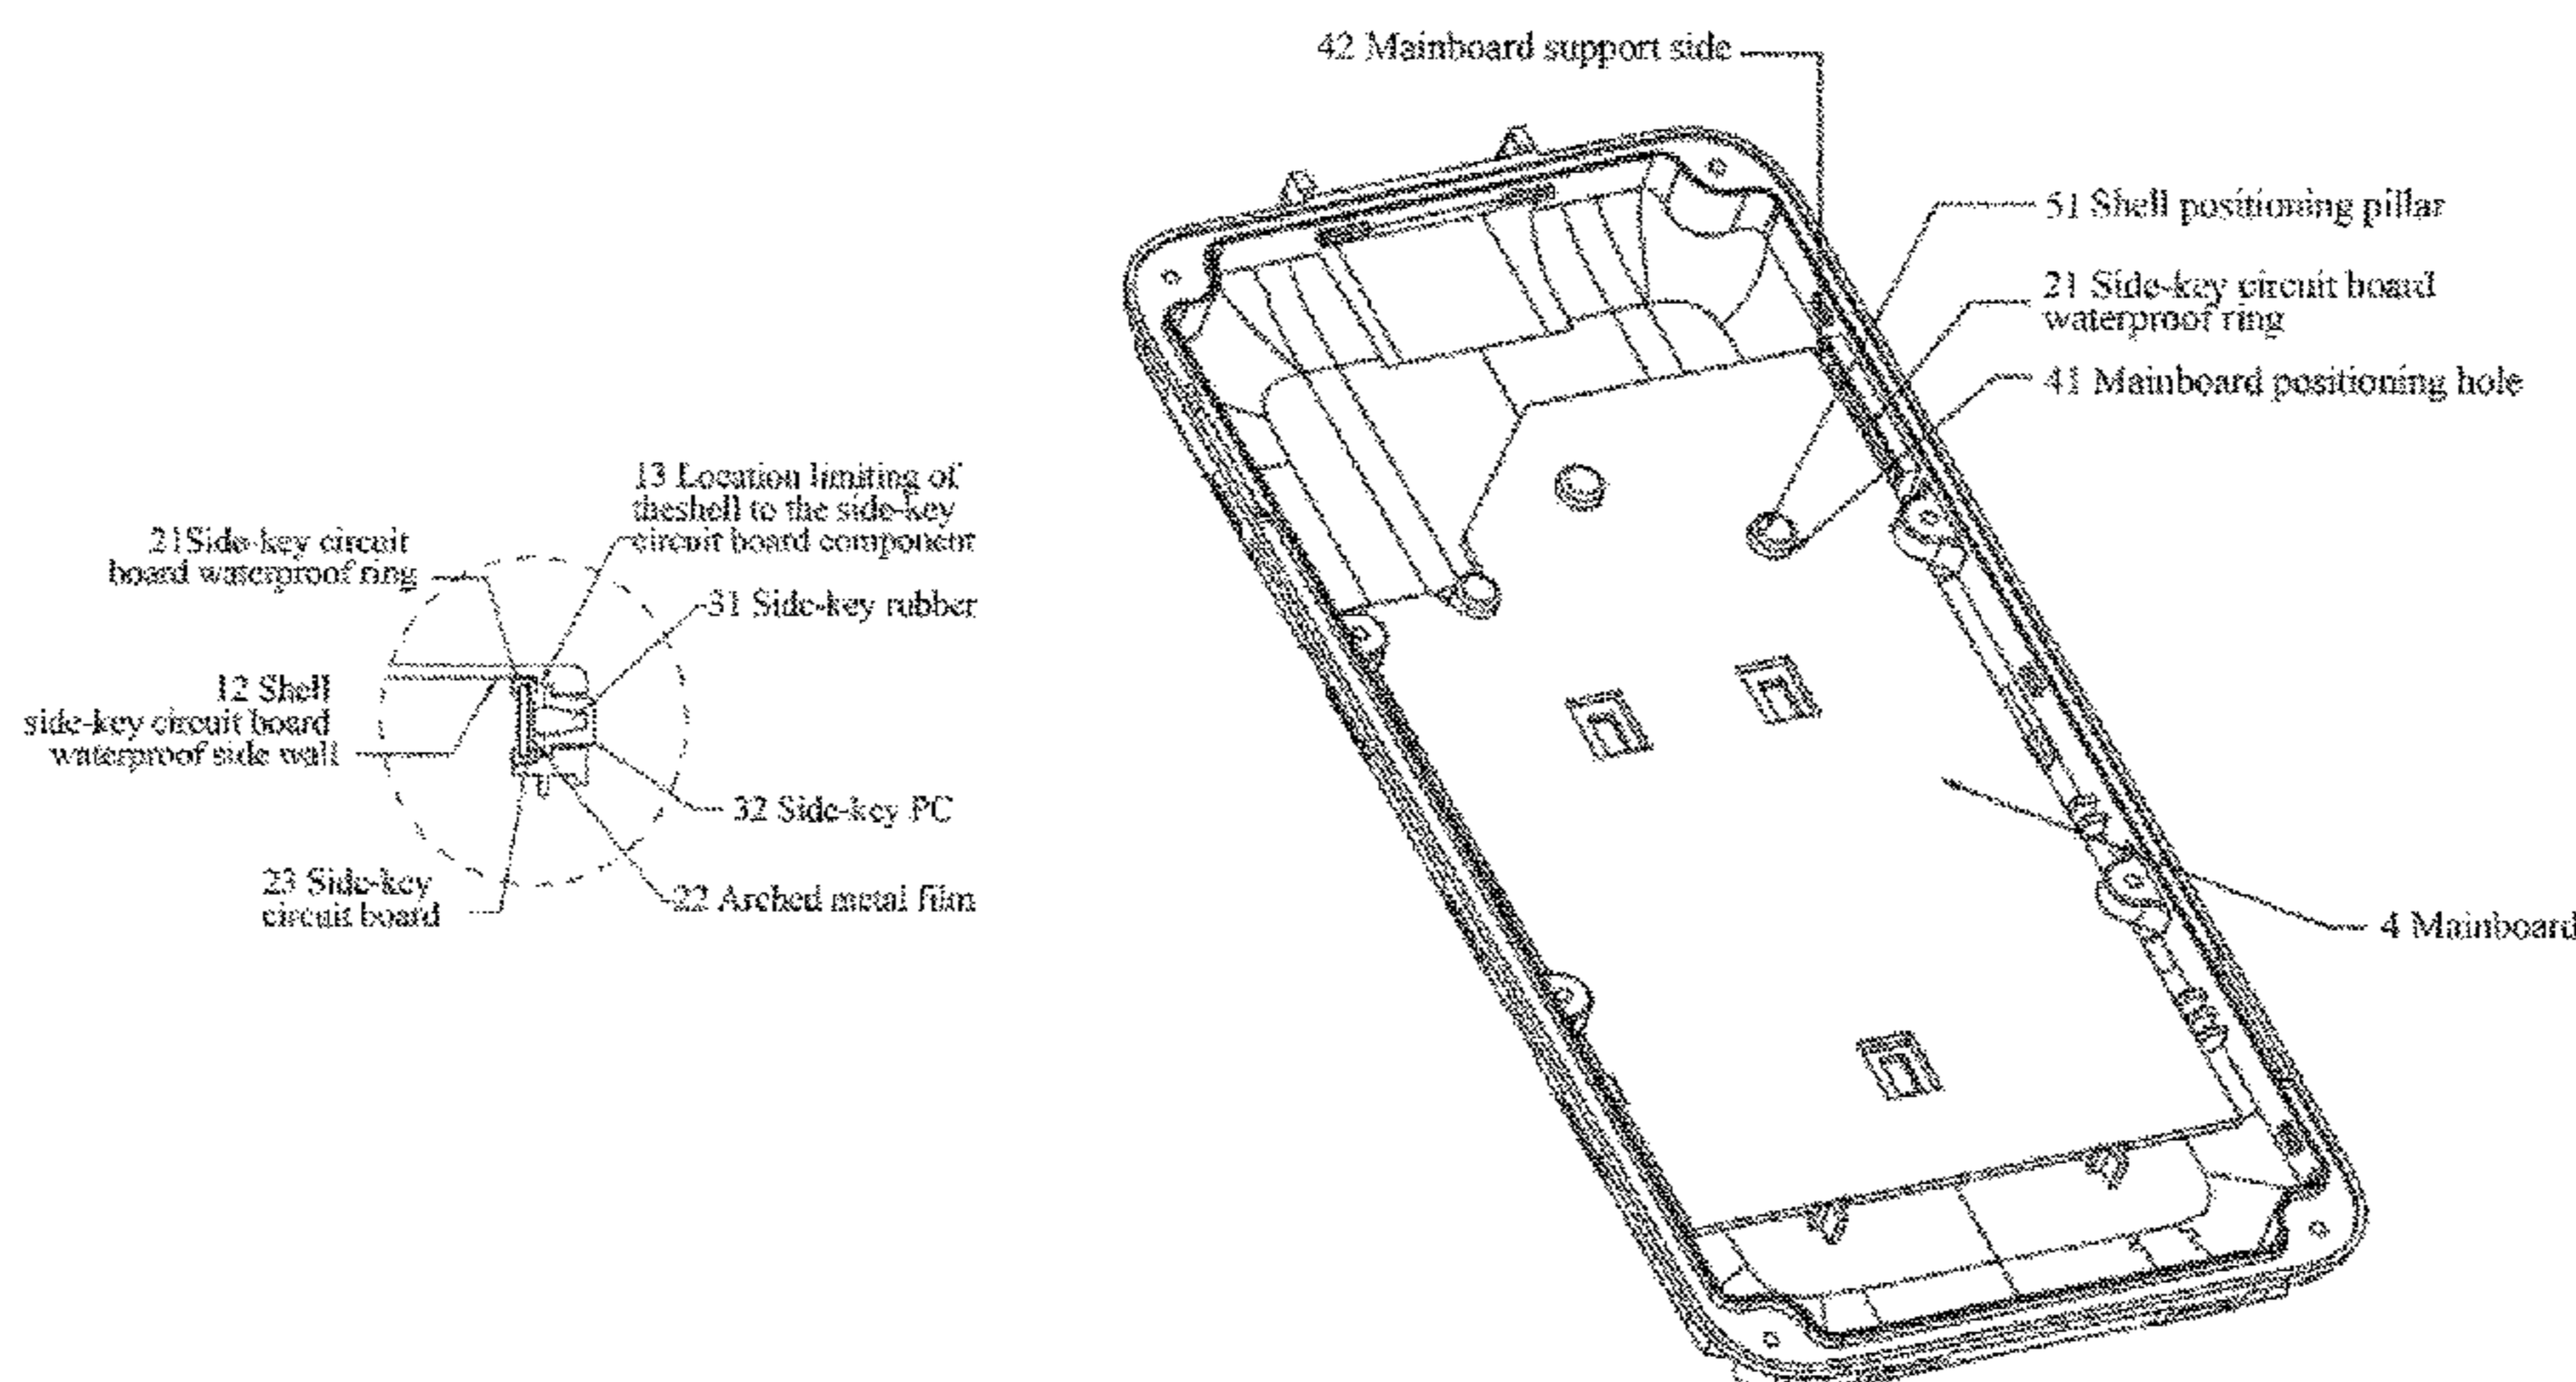 42 Mainboard support side
51 Shell positioning pillar
21 Side-key circuit board
waterproof ring
41 Mainboard positioning hole
13 Location limiting of
theshell to the side-key
circuit board component
21Side-key circuit
board waterproof ring
31 Side-key rubber
12 Shell
side-key circuit board
waterproof side wall
32 Side-key PC
23 Side-key
circuit board
22 Arched metal film
4 Mainboard